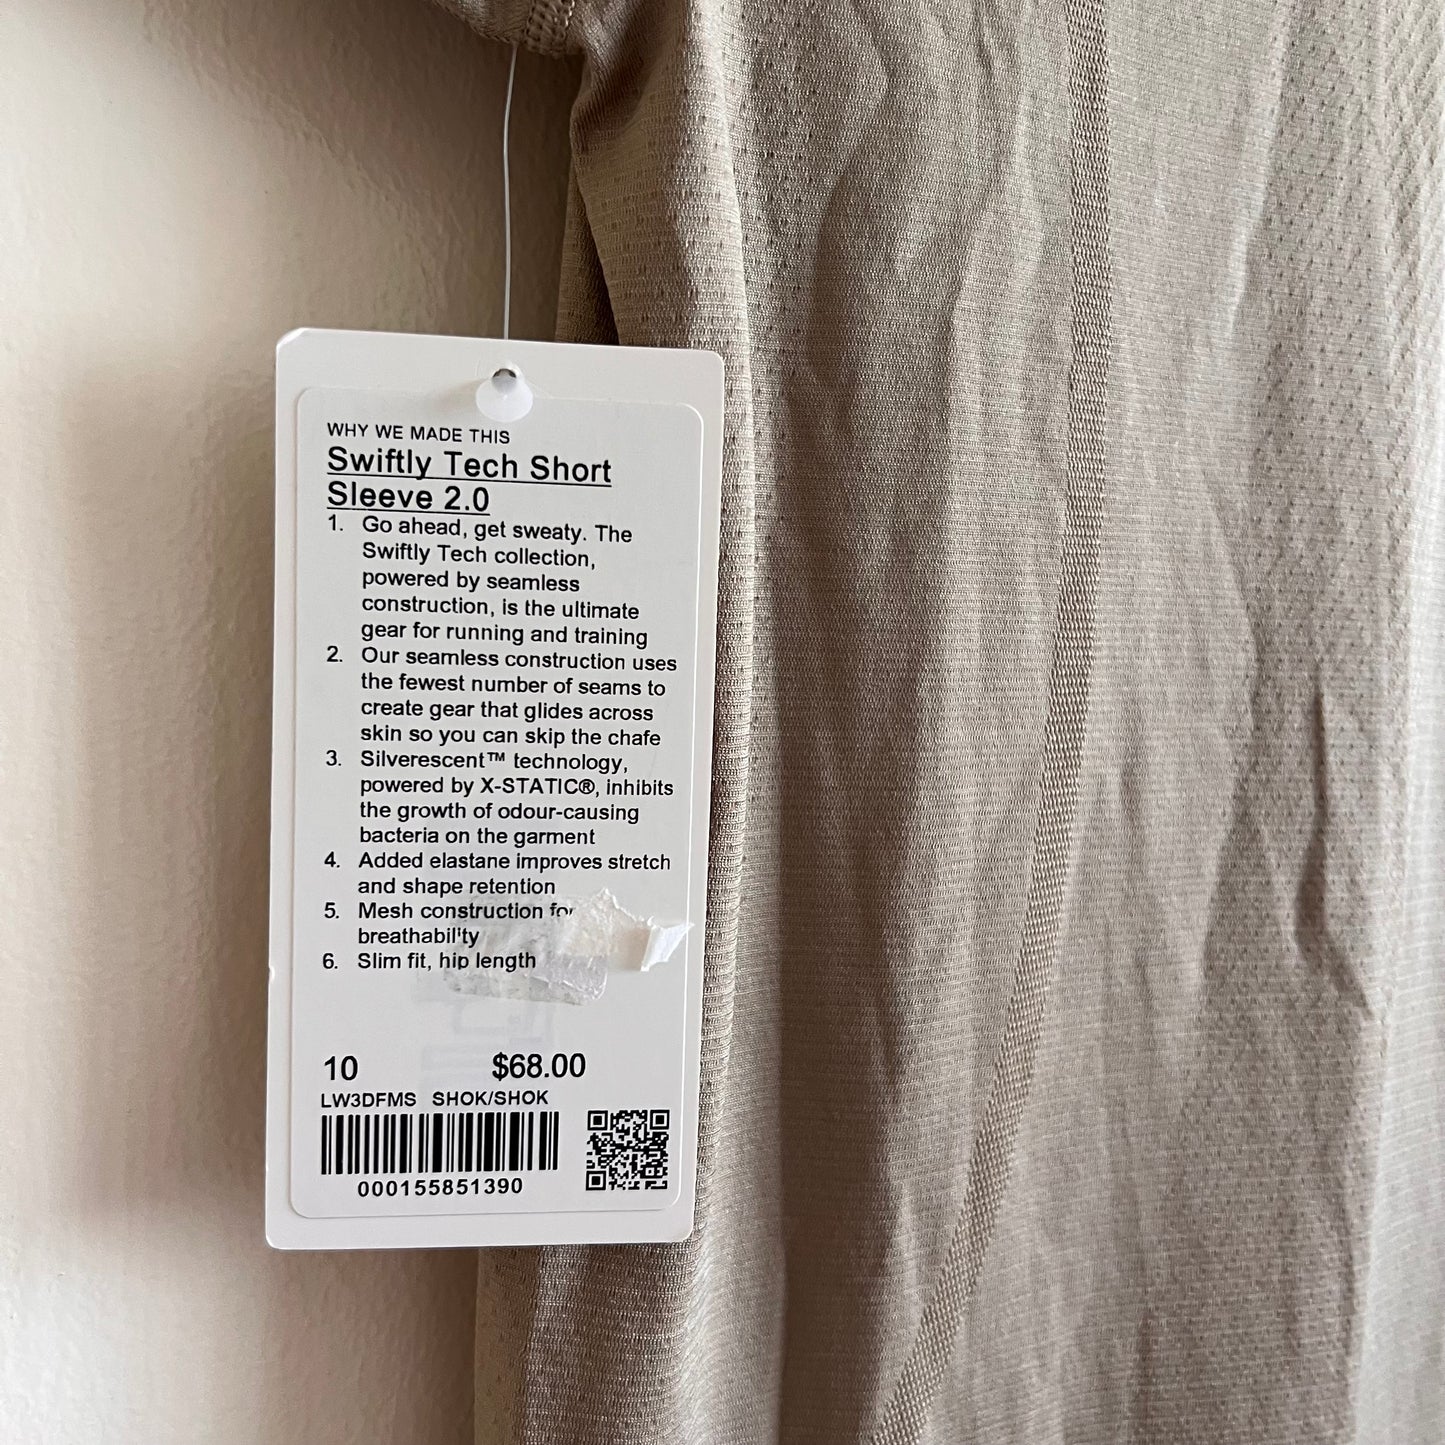 WHY WE MADE THIS
Swiftly Tech Short
Sleeve 2.0
1. Go ahead, get sweaty. The
Swiftly Tech collection,
powered by seamless
construction, is the ultimate
gear for running and training
2. Our seamless construction uses
the fewest number of seams to
create gear that glides across
skin so you can skip the chafe
3. Silverescent™ technology,
powered by X-STATIC®, inhibits
the growth of odour-causing
bacteria on the garment
4. Added elastane improves stretch
and shape retention
5. Mesh construction for
breathability
6. Slim fit, hip length
10 $68.00
LW3DFMS SHOK/SHOK
000155851390